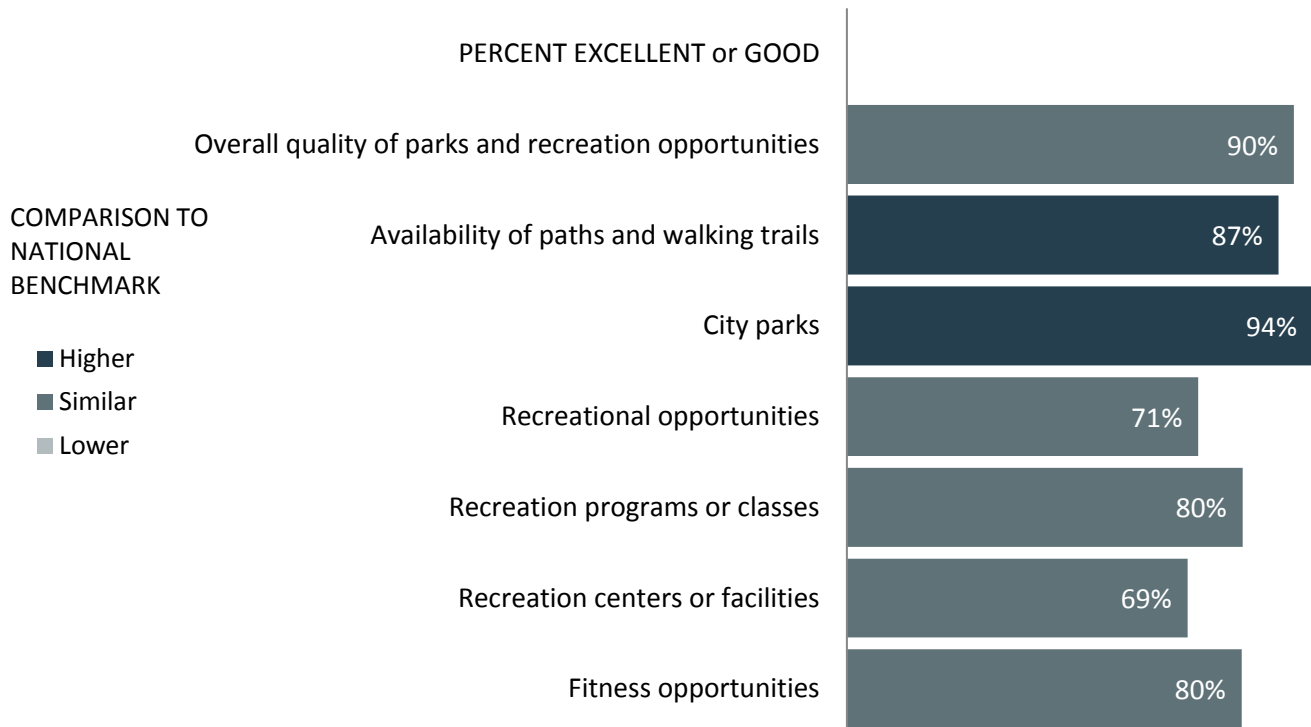 PERCENT EXCELLENT or GOOD
Overall quality of parks and recreation opportunities
90%
COMPARISON TO
NATIONAL
BENCHMARK
Higher
Similar
Lower
Availability of paths and walking trails
87%
City parks
94%
Recreational opportunities
71%
Recreation programs or classes
80%
Recreation centers or facilities
69%
Fitness opportunities
80%